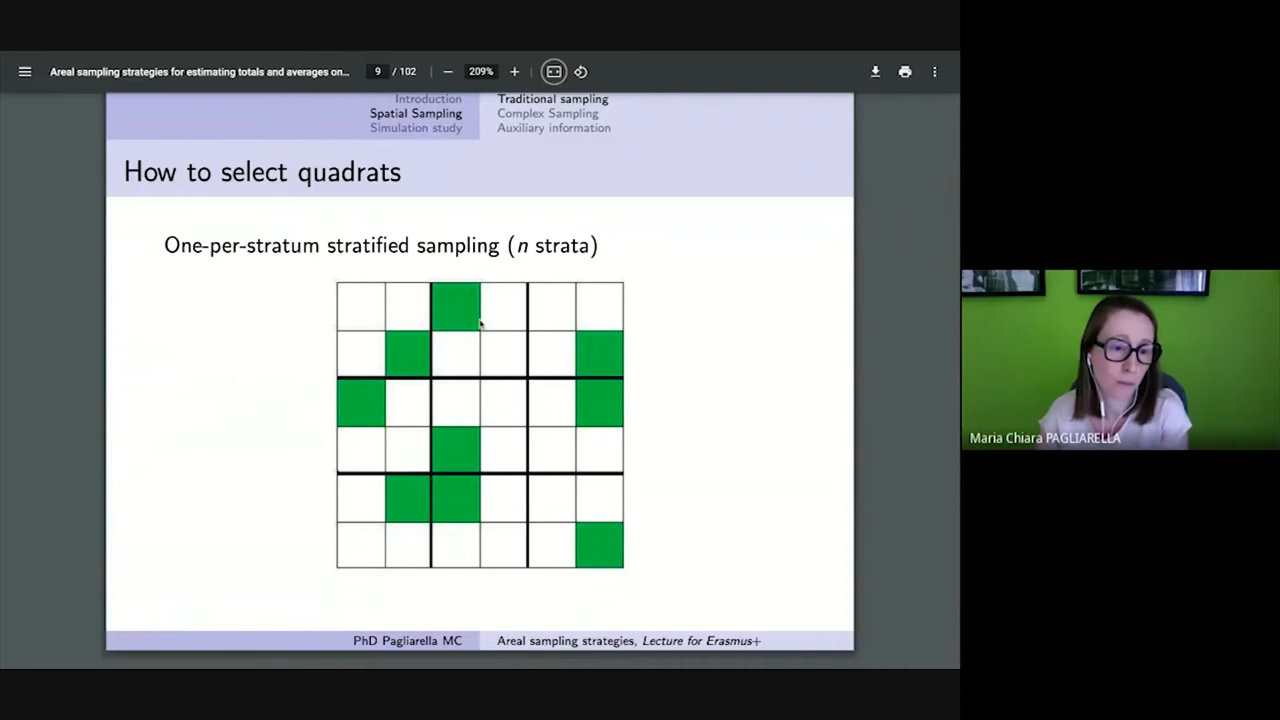 Areal sampling strategies for estimating totals and averages on...
9 / 102
209%
Introduction
Spatial Sampling
Simulation study
Traditional sampling
Complex Sampling
Auxiliary information
How to select quadrats
One-per-stratum stratified sampling (n strata)
Maria Chiara PAGLIARELLA
PhD Pagliarella MC
Areal sampling strategies, Lecture for Erasmus+